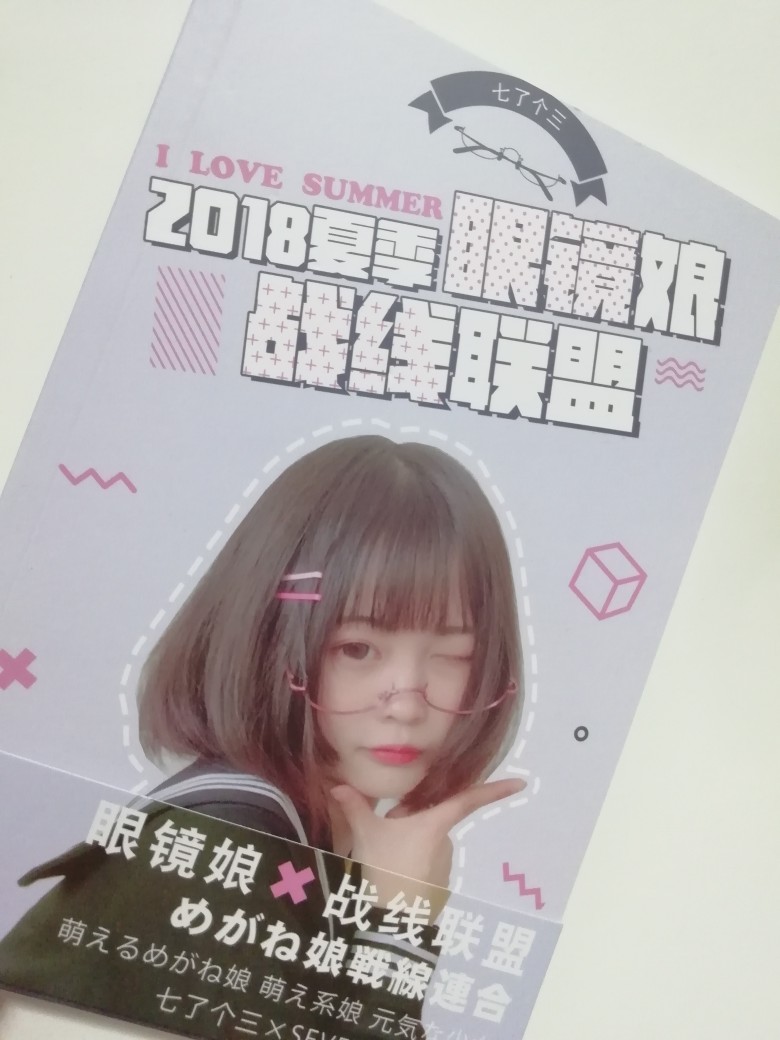 七了个三
I LOVE SUMMER
2018夏季眼镜娘
战线联盟
眼镜娘×战线联盟
めがね娘戰線連合
萌えるめがね娘 萌え系娘 元気な少
七了个三×SEV